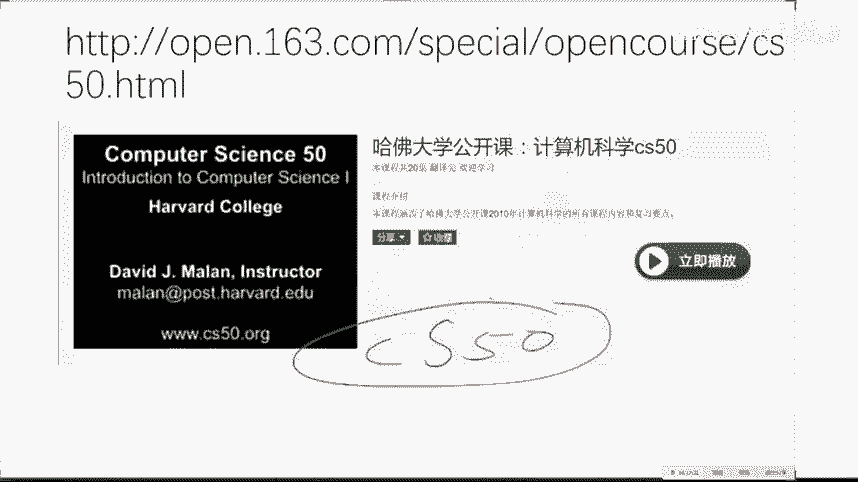 http://open.163.com/special/opencourse/cs
50.html
Computer Science 50
Introduction to Computer Science I
Harvard College
David J. Malan, Instructor
malan@post.harvard.edu
www.cs50.org
哈佛大学公开课：计算机科学cs50
本课程共20集 翻译完 欢迎学习
课程介绍
本课程涵盖了哈佛大学公开课2010年计算机科学的所有课程内容和复习要点。
分享
收藏
立即播放
CS50